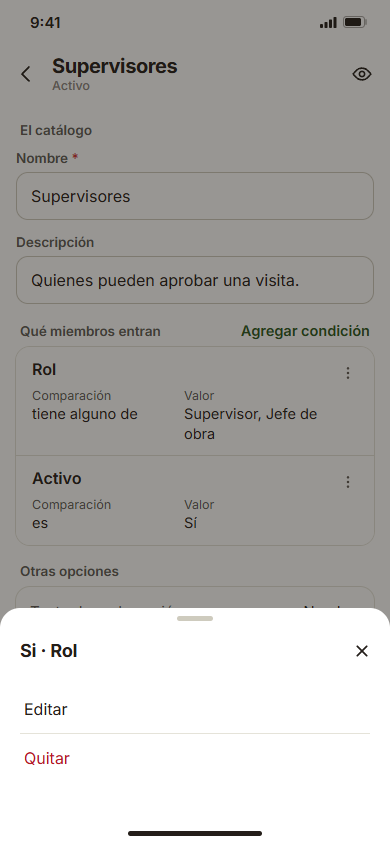 9:41
Supervisores
Activo
El catálogo
Nombre *
Supervisores
Descripción
Quienes pueden aprobar una visita.
Qué miembros entran
Agregar condición
Rol
Comparación
Valor
tiene alguno de
Supervisor, Jefe de
obra
Activo
Comparación
Valor
es
Sí
Otras opciones
Si · Rol
Editar
Quitar